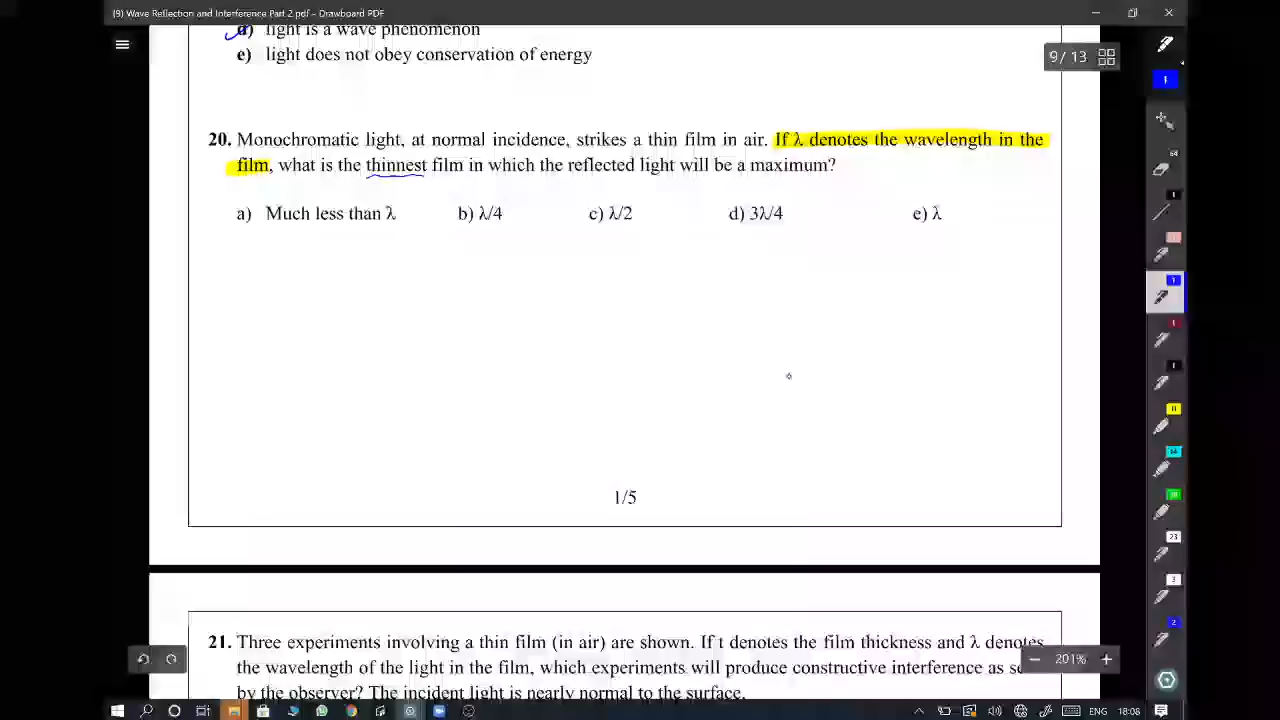 (9) Wave Reflection and Interference Part 2.pdf - Drawboard PDF
d) light is a wave phenomenon
e) light does not obey conservation of energy
9 / 13
20. Monochromatic light, at normal incidence, strikes a thin film in air. If λ denotes the wavelength in the
film, what is the thinnest film in which the reflected light will be a maximum?
a) Much less than λ b) λ/4 c) λ/2 d) 3λ/4 e) λ
1/5
21. Three experiments involving a thin film (in air) are shown. If t denotes the film thickness and λ denotes
the wavelength of the light in the film, which experiments will produce constructive interference as
by the observer? The incident light is nearly normal to the surface.
201%
ENG 18:08